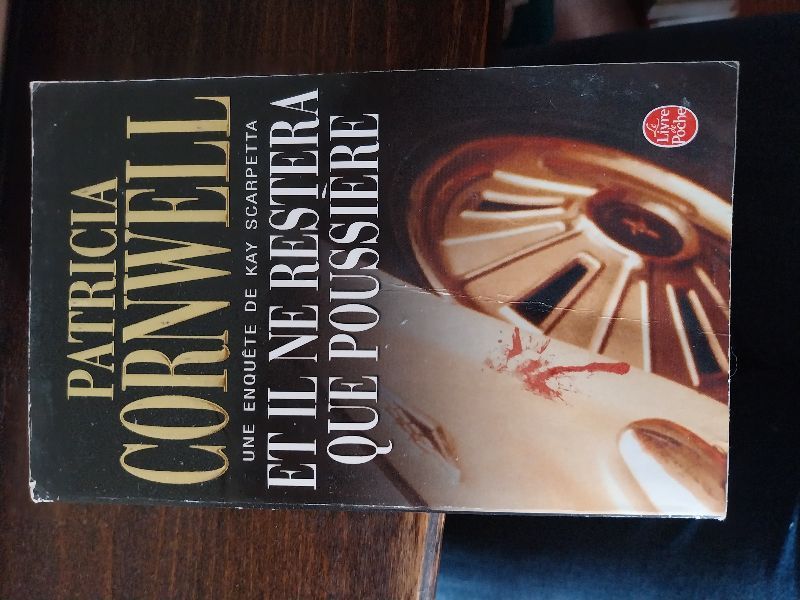 PATRICIA
CORNWELL
UNE ENQUÊTE DE KAY SCARPETTA
ET IL NE RESTERA
QUE POUSSIÈRE
Le
Livre
de
Poche